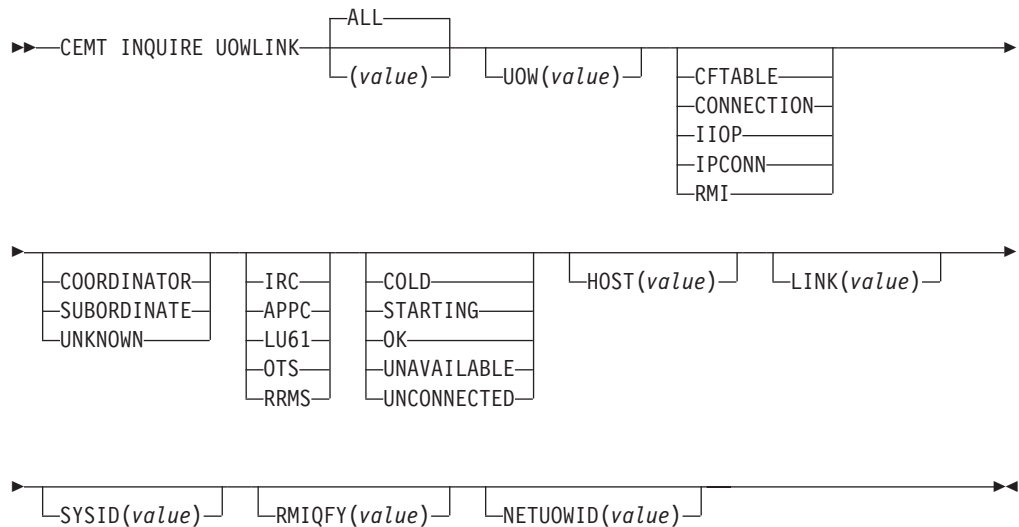 ALL
CEMT INQUIRE UOWLINK
(value)
UOW(value)
CFTABLE
CONNECTION
IIOP
IPCONN
RMI
COORDINATOR
SUBORDINATE
UNKNOWN
IRC
APPC
LU61
OTS
RRMS
COLD
STARTING
OK
UNAVAILABLE
UNCONNECTED
HOST(value)
LINK(value)
SYSID(value)
RMIQFY(value)
NETUOWID(value)